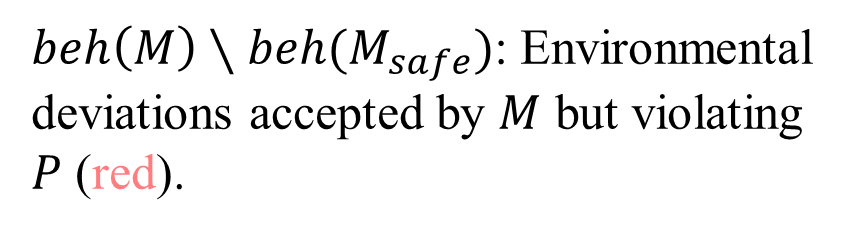 beh(M) \ beh(M_safe): Environmental
deviations accepted by M but violating
P (red).